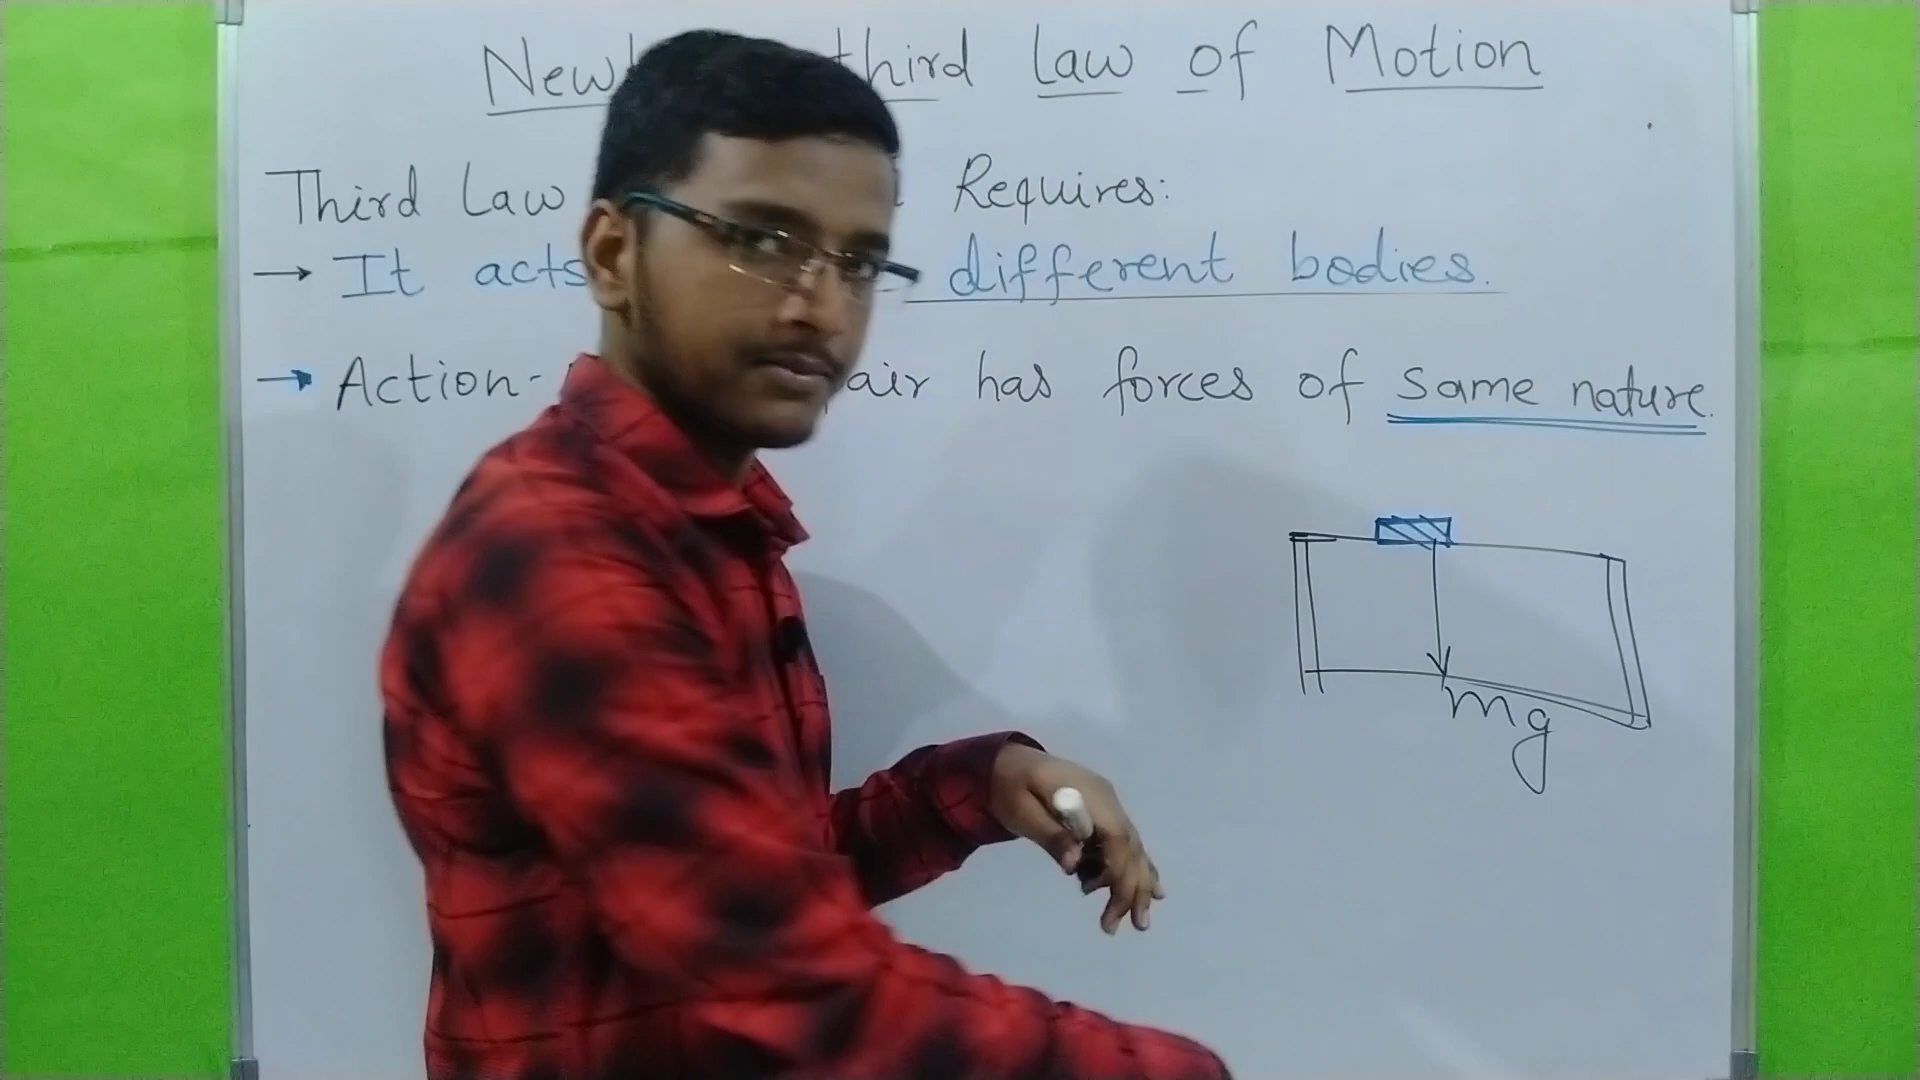 New third Law of Motion
Third Law Requires:
→ It acts different bodies.
→ Action- air has forces of same nature.
mg